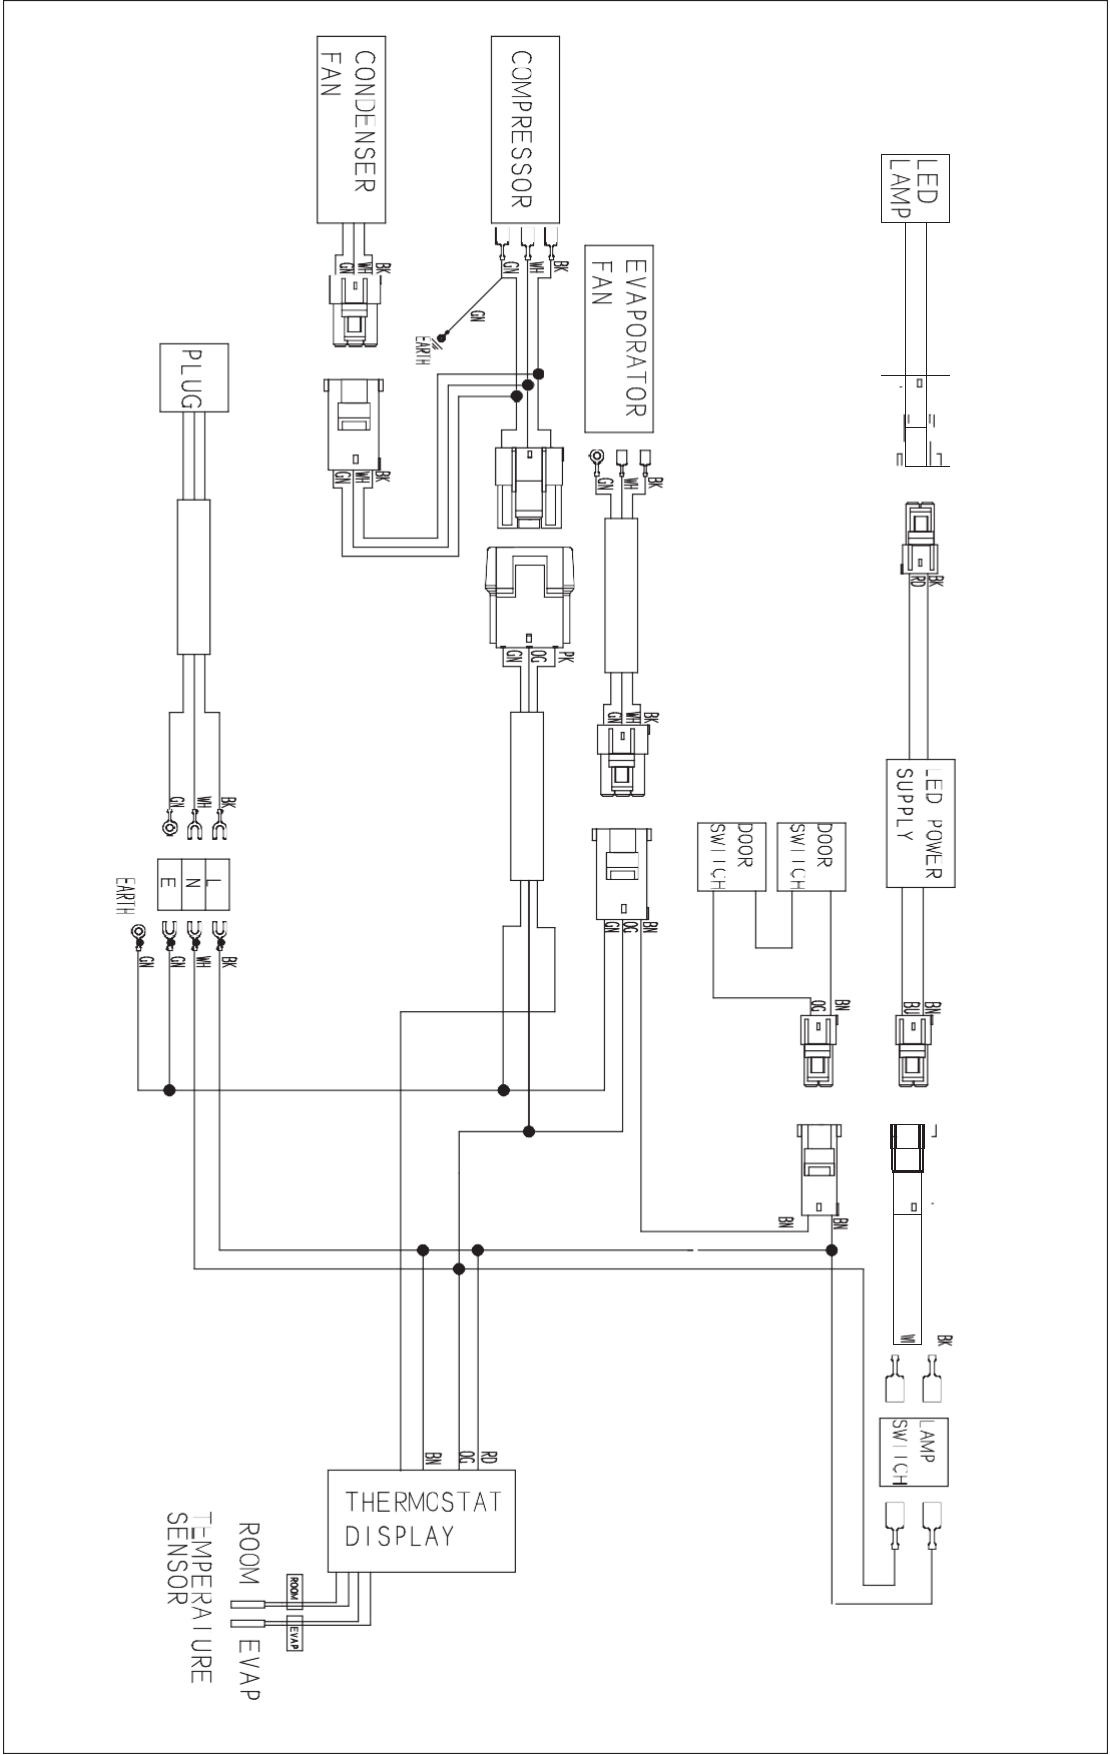 CONDENSER
FAN
COMPRESSOR
LED
LAMP
EVAPORATOR
FAN
PLUG
GN
WH
BK
GN
WH
BK
GN
EARTH
GN
WH
BK
GN
WH
BK
RD
BK
GN
OG
PK
GN
WH
BK
LED POWER
SUPPLY
DOOR
SWITCH
DOOR
SWITCH
GN
WH
BK
E
N
L
EARTH
GN
GN
WH
BK
GN
OG
BN
OG
BN
BU
BN
BN
BN
BK
LAMP
SWITCH
BN
OG
RD
THERMOSTAT
DISPLAY
ROOM
EVAP
ROOM
EVAP
TEMPERATURE
SENSOR